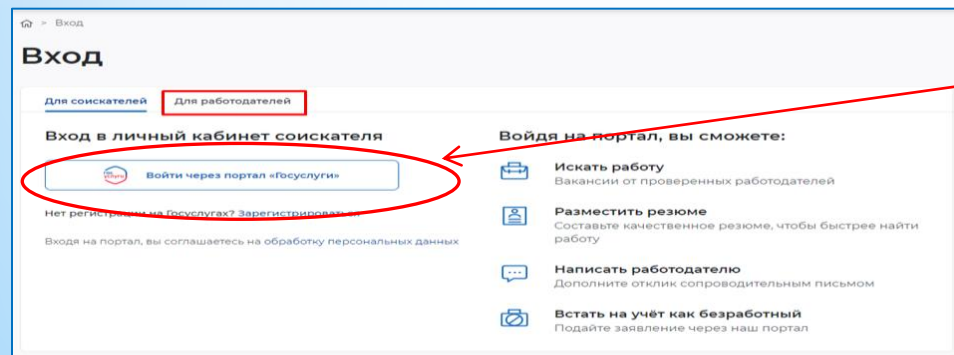 > Вход
Вход
Для соискателей Для работодателей
Вход в личный кабинет соискателя
Войти через портал «Госуслуги»
Нет регистрации на Госуслугах? Зарегистрироваться
Входя на портал, вы соглашаетесь на обработку персональных данных
Войдя на портал, вы сможете:
Искать работу
Вакансии от проверенных работодателей
Разместить резюме
Составьте качественное резюме, чтобы быстрее найти
работу
Написать работодателю
Дополните отклик сопроводительным письмом
Встать на учёт как безработный
Подайте заявление через наш портал